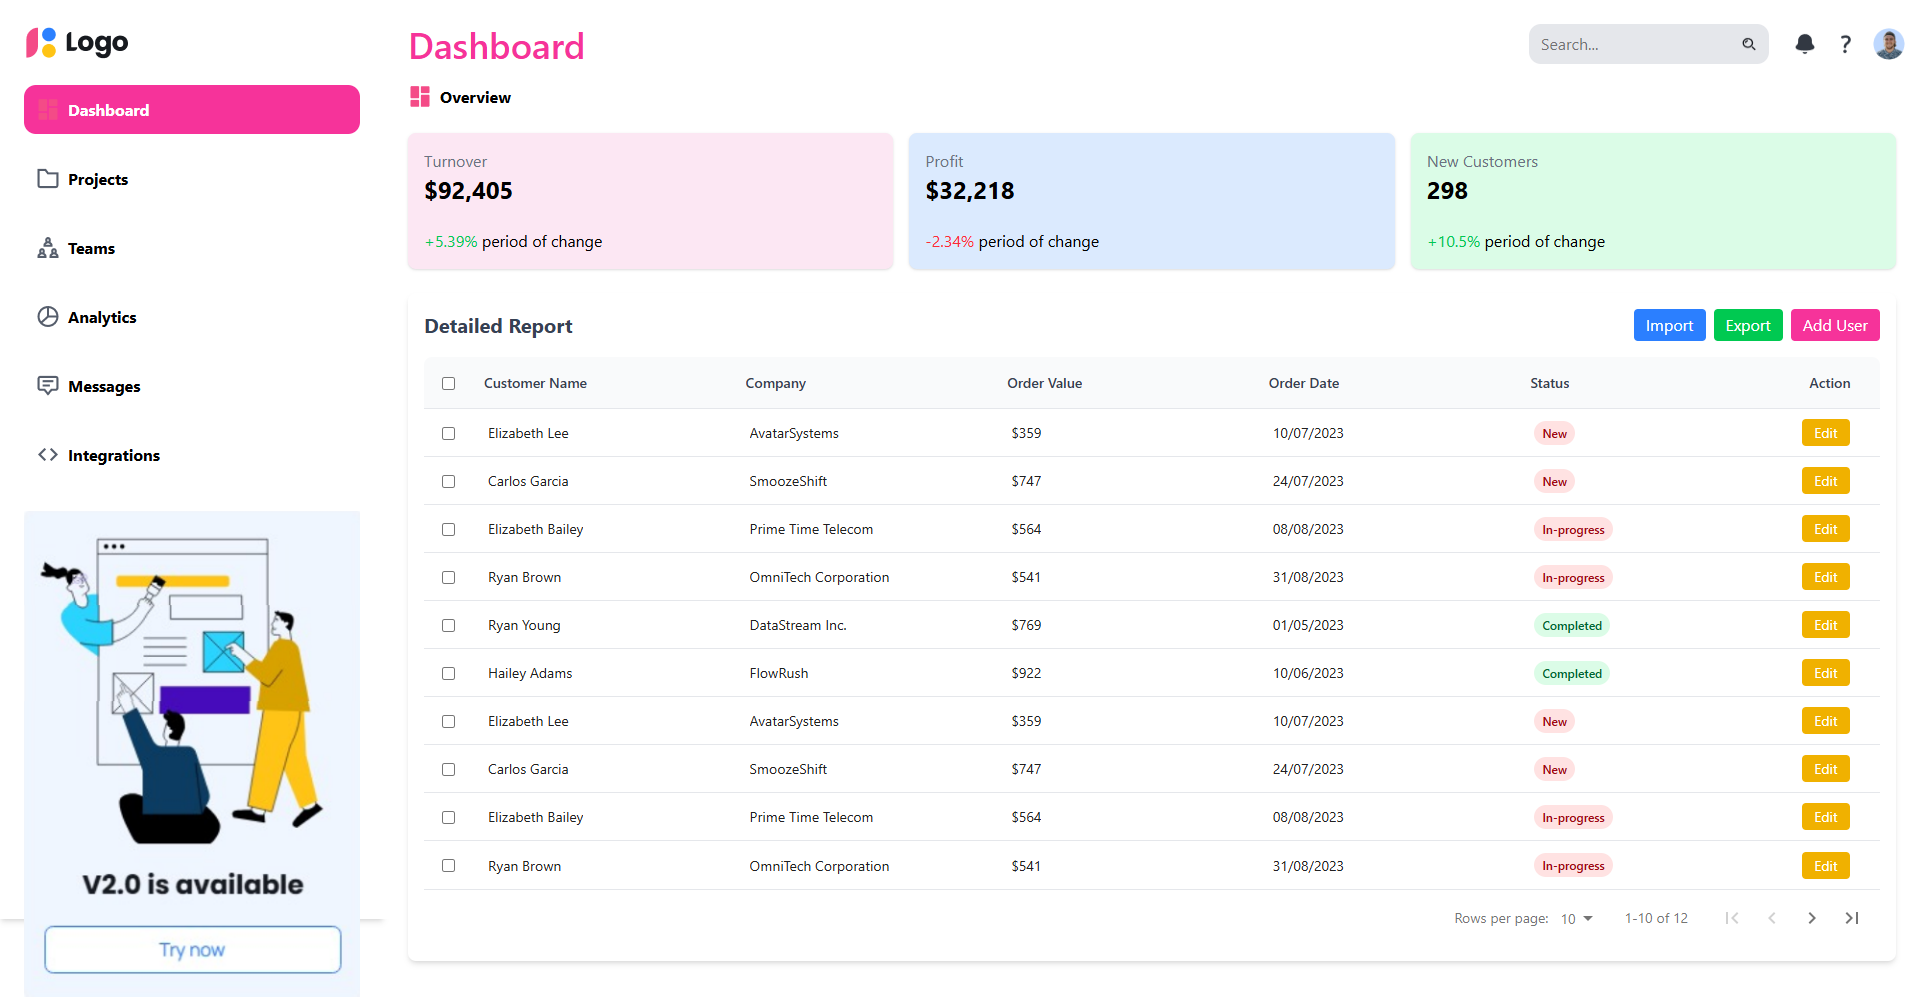 Logo
Dashboard
Projects
Teams
Analytics
Messages
Integrations
V2.0 is available
Try now
Dashboard
Search...
?
Overview
Turnover
$92,405
+5.39% period of change
Profit
$32,218
-2.34% period of change
New Customers
298
+10.5% period of change
Detailed Report
Import Export Add User
Customer Name Company Order Value Order Date Status Action
Elizabeth Lee AvatarSystems $359 10/07/2023 New Edit
Carlos Garcia SmoozeShift $747 24/07/2023 New Edit
Elizabeth Bailey Prime Time Telecom $564 08/08/2023 In-progress Edit
Ryan Brown OmniTech Corporation $541 31/08/2023 In-progress Edit
Ryan Young DataStream Inc. $769 01/05/2023 Completed Edit
Hailey Adams FlowRush $922 10/06/2023 Completed Edit
Elizabeth Lee AvatarSystems $359 10/07/2023 New Edit
Carlos Garcia SmoozeShift $747 24/07/2023 New Edit
Elizabeth Bailey Prime Time Telecom $564 08/08/2023 In-progress Edit
Ryan Brown OmniTech Corporation $541 31/08/2023 In-progress Edit
Rows per page: 10 1-10 of 12